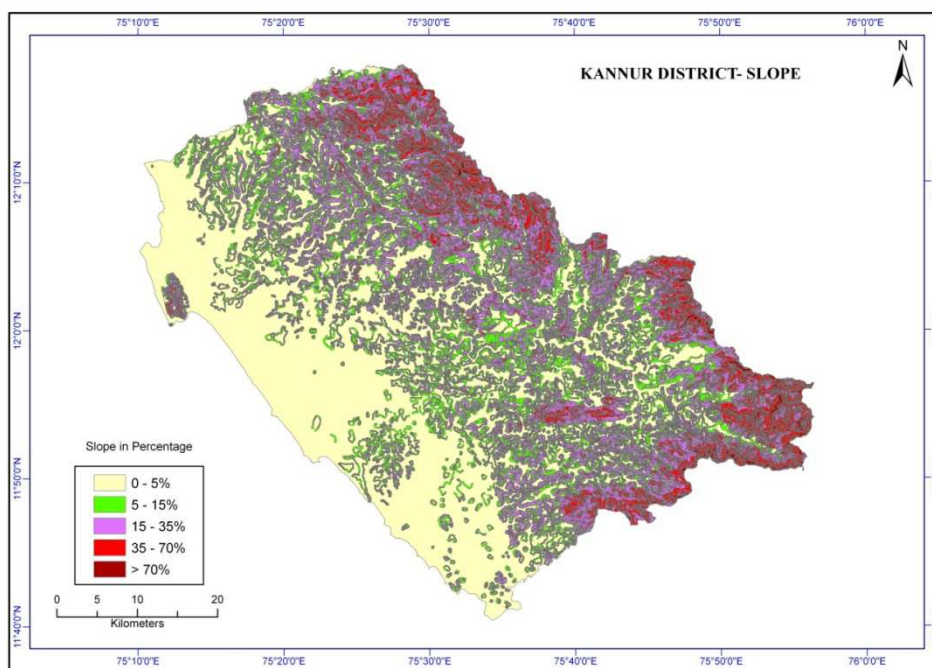 75°10'0"E 75°20'0"E 75°30'0"E 75°40'0"E 75°50'0"E 76°0'0"E
N
KANNUR DISTRICT- SLOPE
12°10'0"N
12°0'0"N
11°50'0"N
11°40'0"N
Slope in Percentage
0 - 5%
5 - 15%
15 - 35%
35 - 70%
> 70%
0 5 10 20
Kilometers
75°10'0"E 75°20'0"E 75°30'0"E 75°40'0"E 75°50'0"E 76°0'0"E